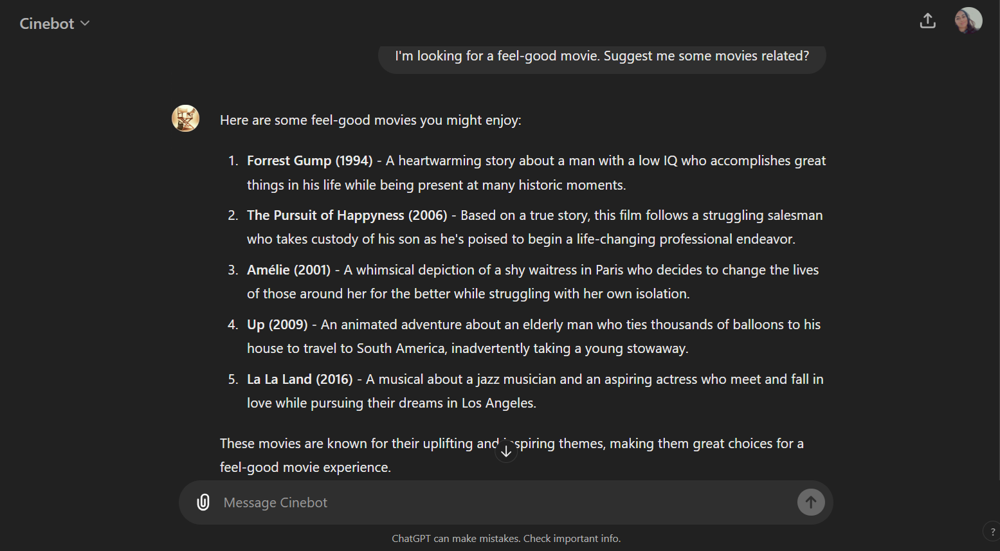 Cinebot
I'm looking for a feel-good movie. Suggest me some movies related?
Here are some feel-good movies you might enjoy:
1. Forrest Gump (1994) - A heartwarming story about a man with a low IQ who accomplishes great
things in his life while being present at many historic moments.
2. The Pursuit of Happyness (2006) - Based on a true story, this film follows a struggling salesman
who takes custody of his son as he's poised to begin a life-changing professional endeavor.
3. Amélie (2001) - A whimsical depiction of a shy waitress in Paris who decides to change the lives
of those around her for the better while struggling with her own isolation.
4. Up (2009) - An animated adventure about an elderly man who ties thousands of balloons to his
house to travel to South America, inadvertently taking a young stowaway.
5. La La Land (2016) - A musical about a jazz musician and an aspiring actress who meet and fall in
love while pursuing their dreams in Los Angeles.
These movies are known for their uplifting and inspiring themes, making them great choices for a
feel-good movie experience.
Message Cinebot
ChatGPT can make mistakes. Check important info.
?